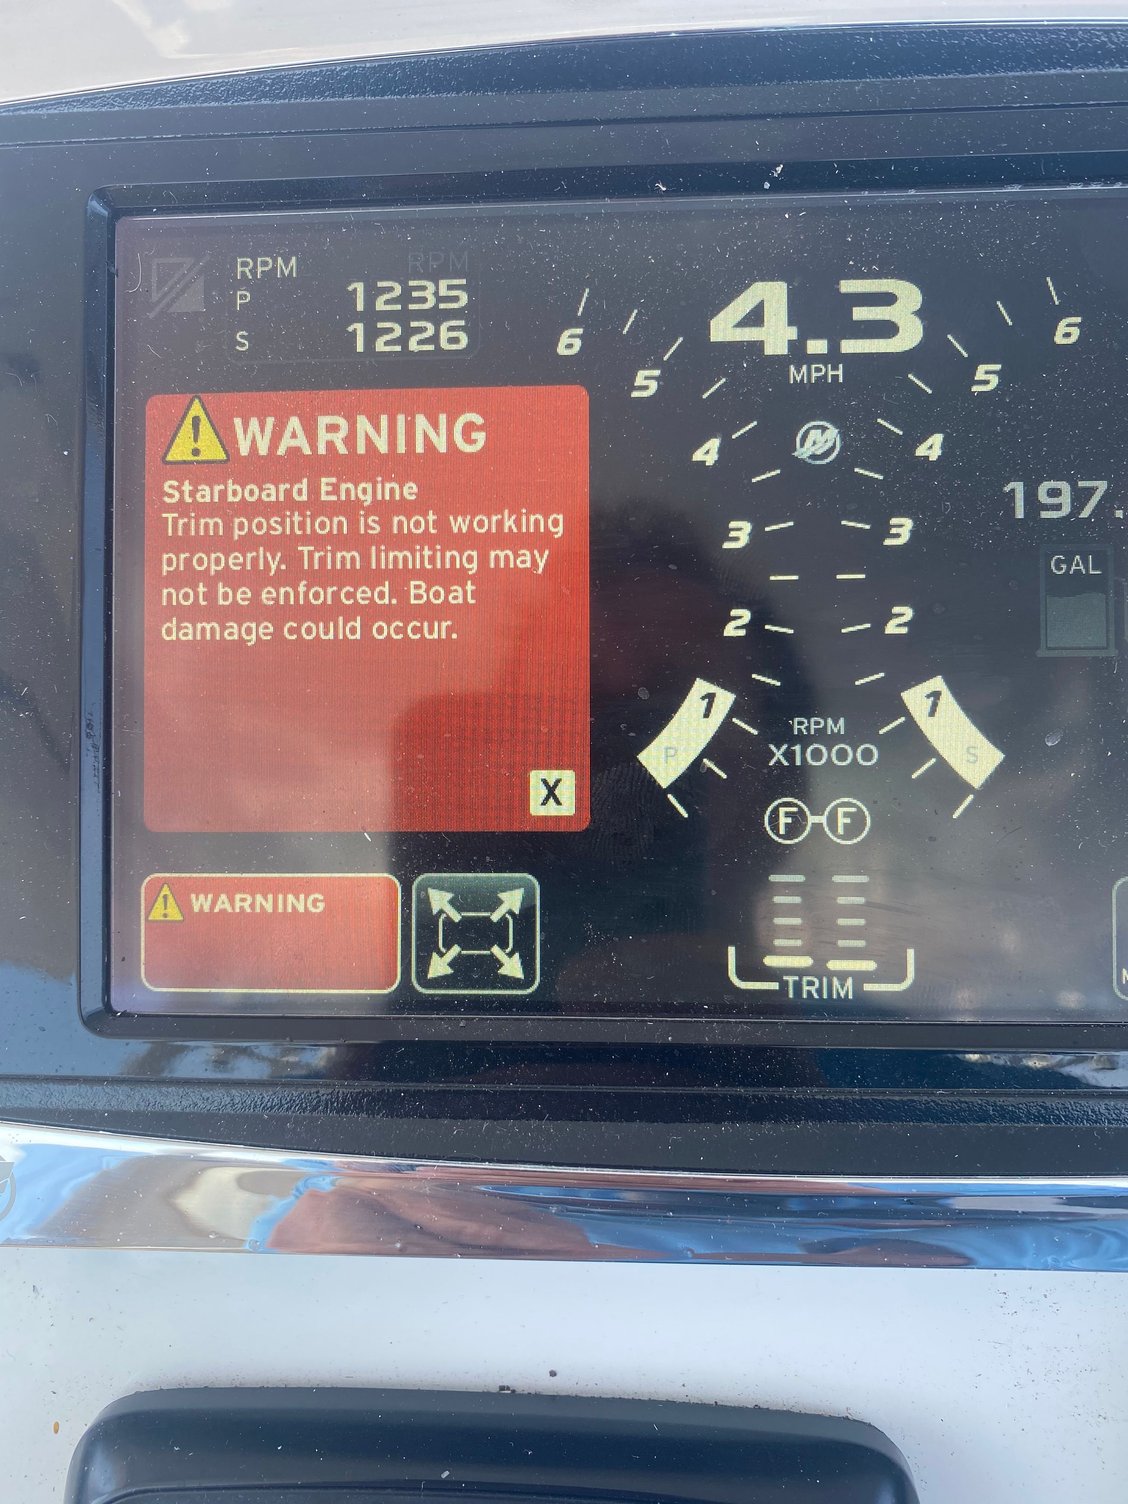 RPM
RPM
P 1235
S 1226
WARNING
Starboard Engine
Trim position is not working
properly. Trim limiting may
not be enforced. Boat
damage could occur.
X
WARNING
4.3
MPH
6
5
4
3
2
1
P
6
5
4
3
2
1
S
RPM
X1000
F-F
TRIM
197.
GAL